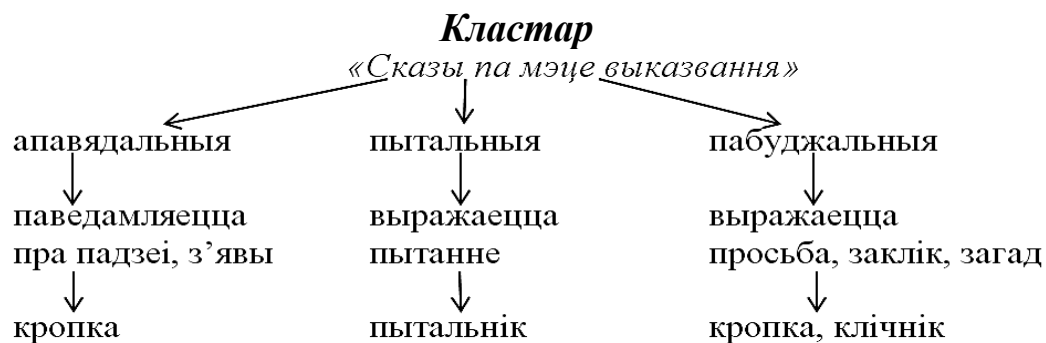 Кластар
«Сказы па мэце выказвання»
апавядальныя пытальныя пабуджальныя
паведамляецца выражаецца выражаецца
пра падзеі, з’явы пытанне просьба, заклік, загад
кропка пытальнік кропка, клічнік